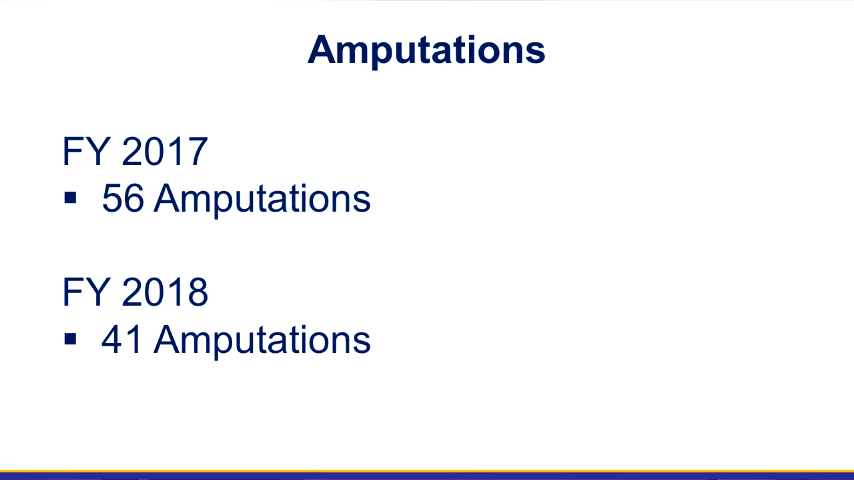 Amputations
FY 2017
▪ 56 Amputations
FY 2018
▪ 41 Amputations